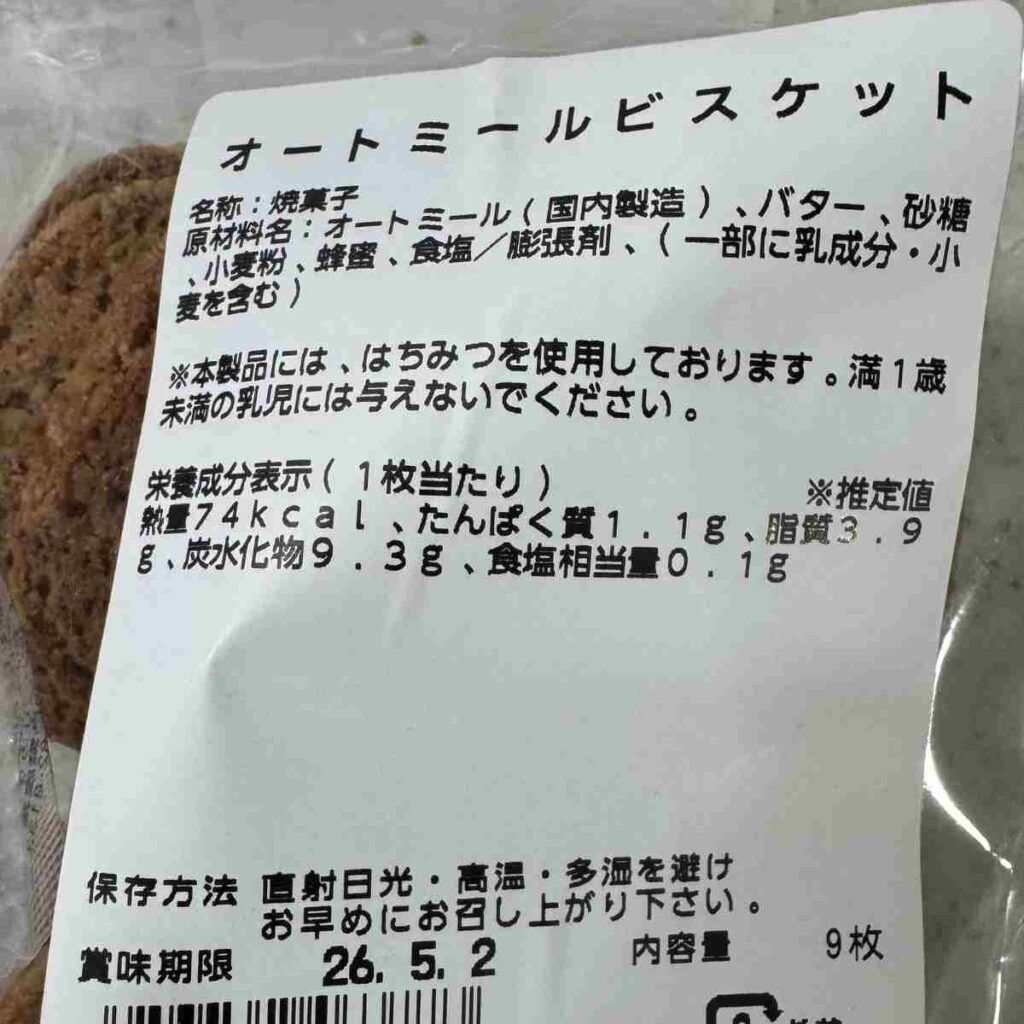 オートミールビスケット
名称：焼菓子
原材料名：オートミール（国内製造）、バター、砂糖
、小麦粉、蜂蜜、食塩／膨張剤、（一部に乳成分・小
麦を含む）
※本製品には、はちみつを使用しております。満１歳
未満の乳児には与えないでください。
栄養成分表示（１枚当たり） ※推定値
熱量７４ｋｃａｌ、たんぱく質１．１ｇ、脂質３．９
ｇ、炭水化物９．３ｇ、食塩相当量０．１ｇ
保存方法 直射日光・高温・多湿を避け
お早めにお召し上がり下さい。
賞味期限 26. 5. 2 内容量 9枚